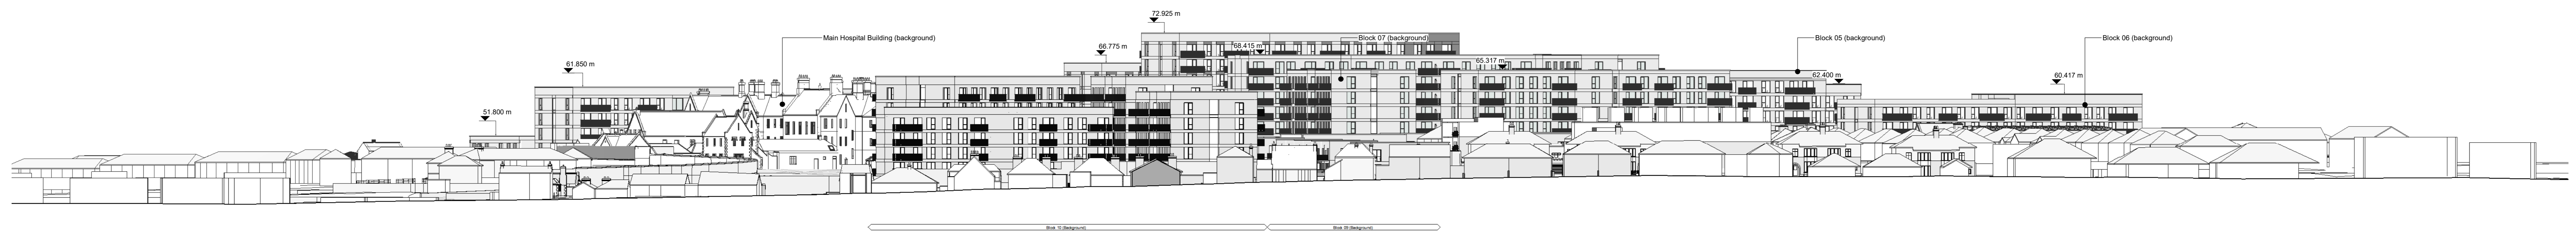 72.925 m
Main Hospital Building (background)
66.775 m
68.415 m
Block 07 (background)
Block 05 (background)
Block 06 (background)
61.850 m
65.317 m
62.400 m
60.417 m
51.800 m
Block 10 (Background)
Block 09 (Background)